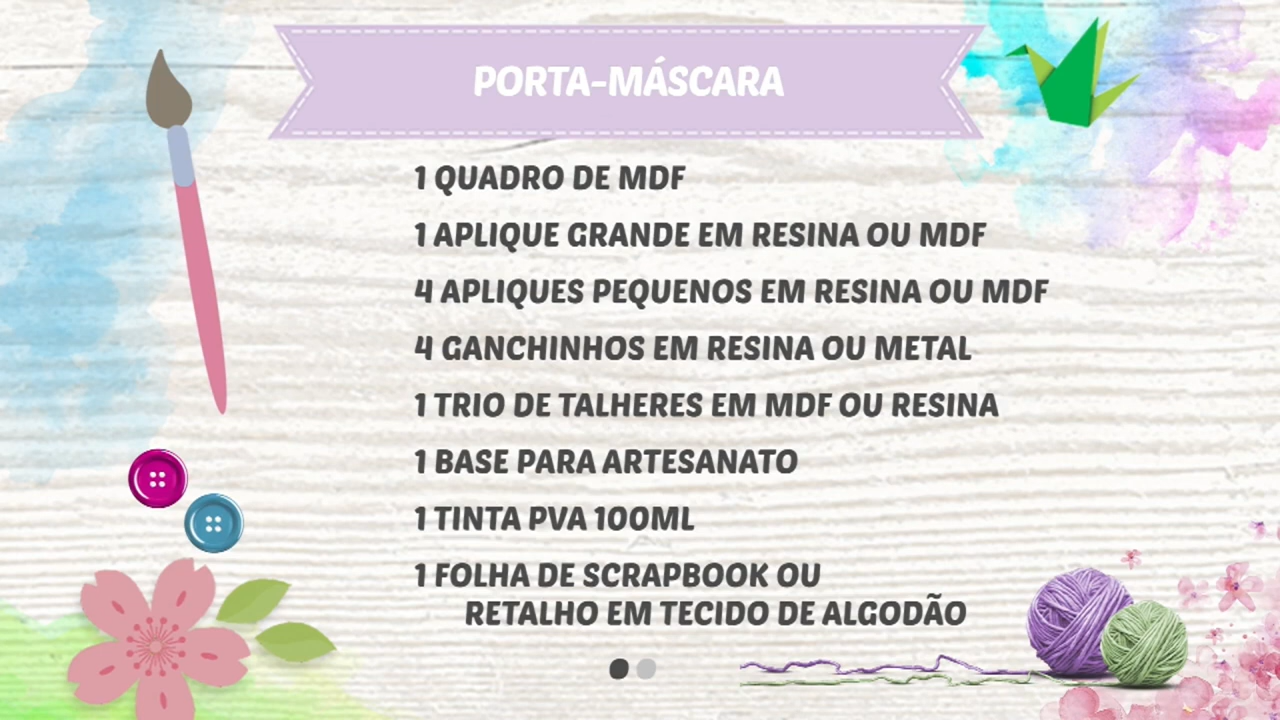 PORTA-MÁSCARA
1 QUADRO DE MDF
1 APLIQUE GRANDE EM RESINA OU MDF
4 APLIQUES PEQUENOS EM RESINA OU MDF
4 GANCHINHOS EM RESINA OU METAL
1 TRIO DE TALHERES EM MDF OU RESINA
1 BASE PARA ARTESANATO
1 TINTA PVA 100ML
1 FOLHA DE SCRAPBOOK OU
RETALHO EM TECIDO DE ALGODÃO